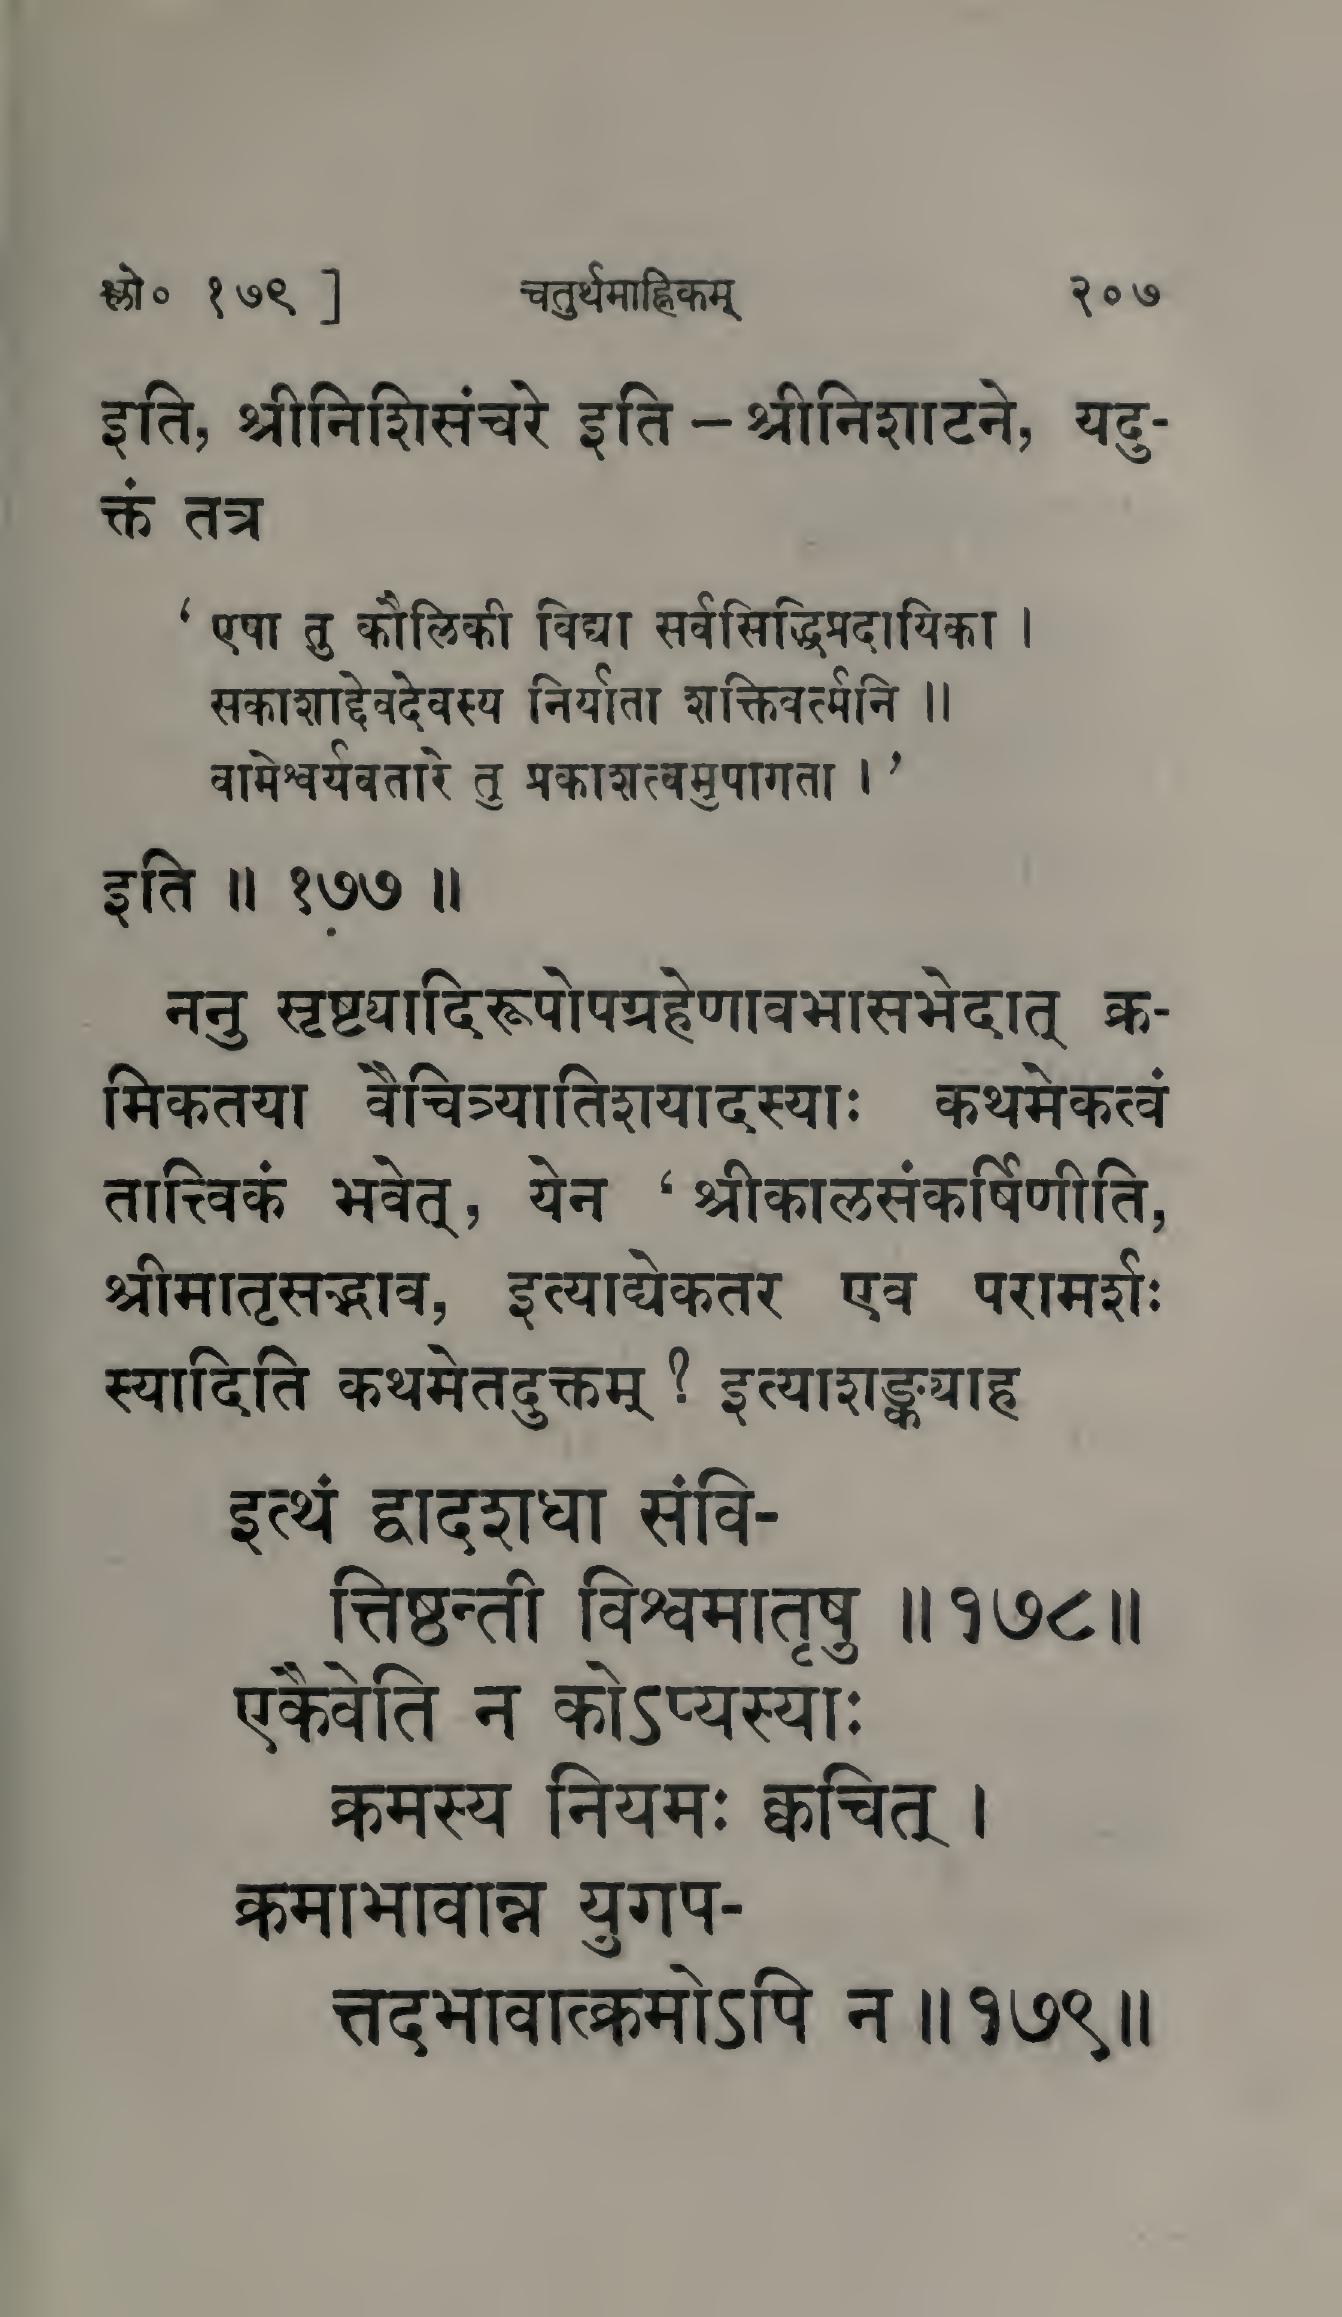 श्लो० १७९ ] चतुर्थमाह्निकम् २०७
इति, श्रीनिशिसंचरे इति – श्रीनिशाटने, यदु-
क्तं तत्र
‘ एषा तु कौलिकी विद्या सर्वसिद्धिप्रदायिका ।
सकाशाद्देवदेवस्य निर्याता शक्तिवर्त्मनि ॥
वामेश्वर्यवतारे तु प्रकाशत्वमुपागता । ’
इति ॥ १७७ ॥
ननु सृष्ट्यादिरूपोपग्रहेणावभासभेदात् क्र-
मिकतया वैचित्र्यातिशयादस्याः कथमेकत्वं
तात्त्विकं भवेत्, येन ‘ श्रीकालसंकर्षिणीति,
श्रीमातृसद्भाव, इत्याद्येकतर एव परामर्शः
स्यादिति कथमेतदुक्तम् ? इत्याशङ्क्याह
इत्थं द्वादशधा संवि-
त्तिष्ठन्ती विश्वमातृषु ॥१७८॥
एकैवेति न कोऽप्यस्याः
क्रमस्य नियमः क्वचित् ।
क्रमाभावान्न युगप-
त्तदभावात्क्रमोऽपि न ॥१७९॥